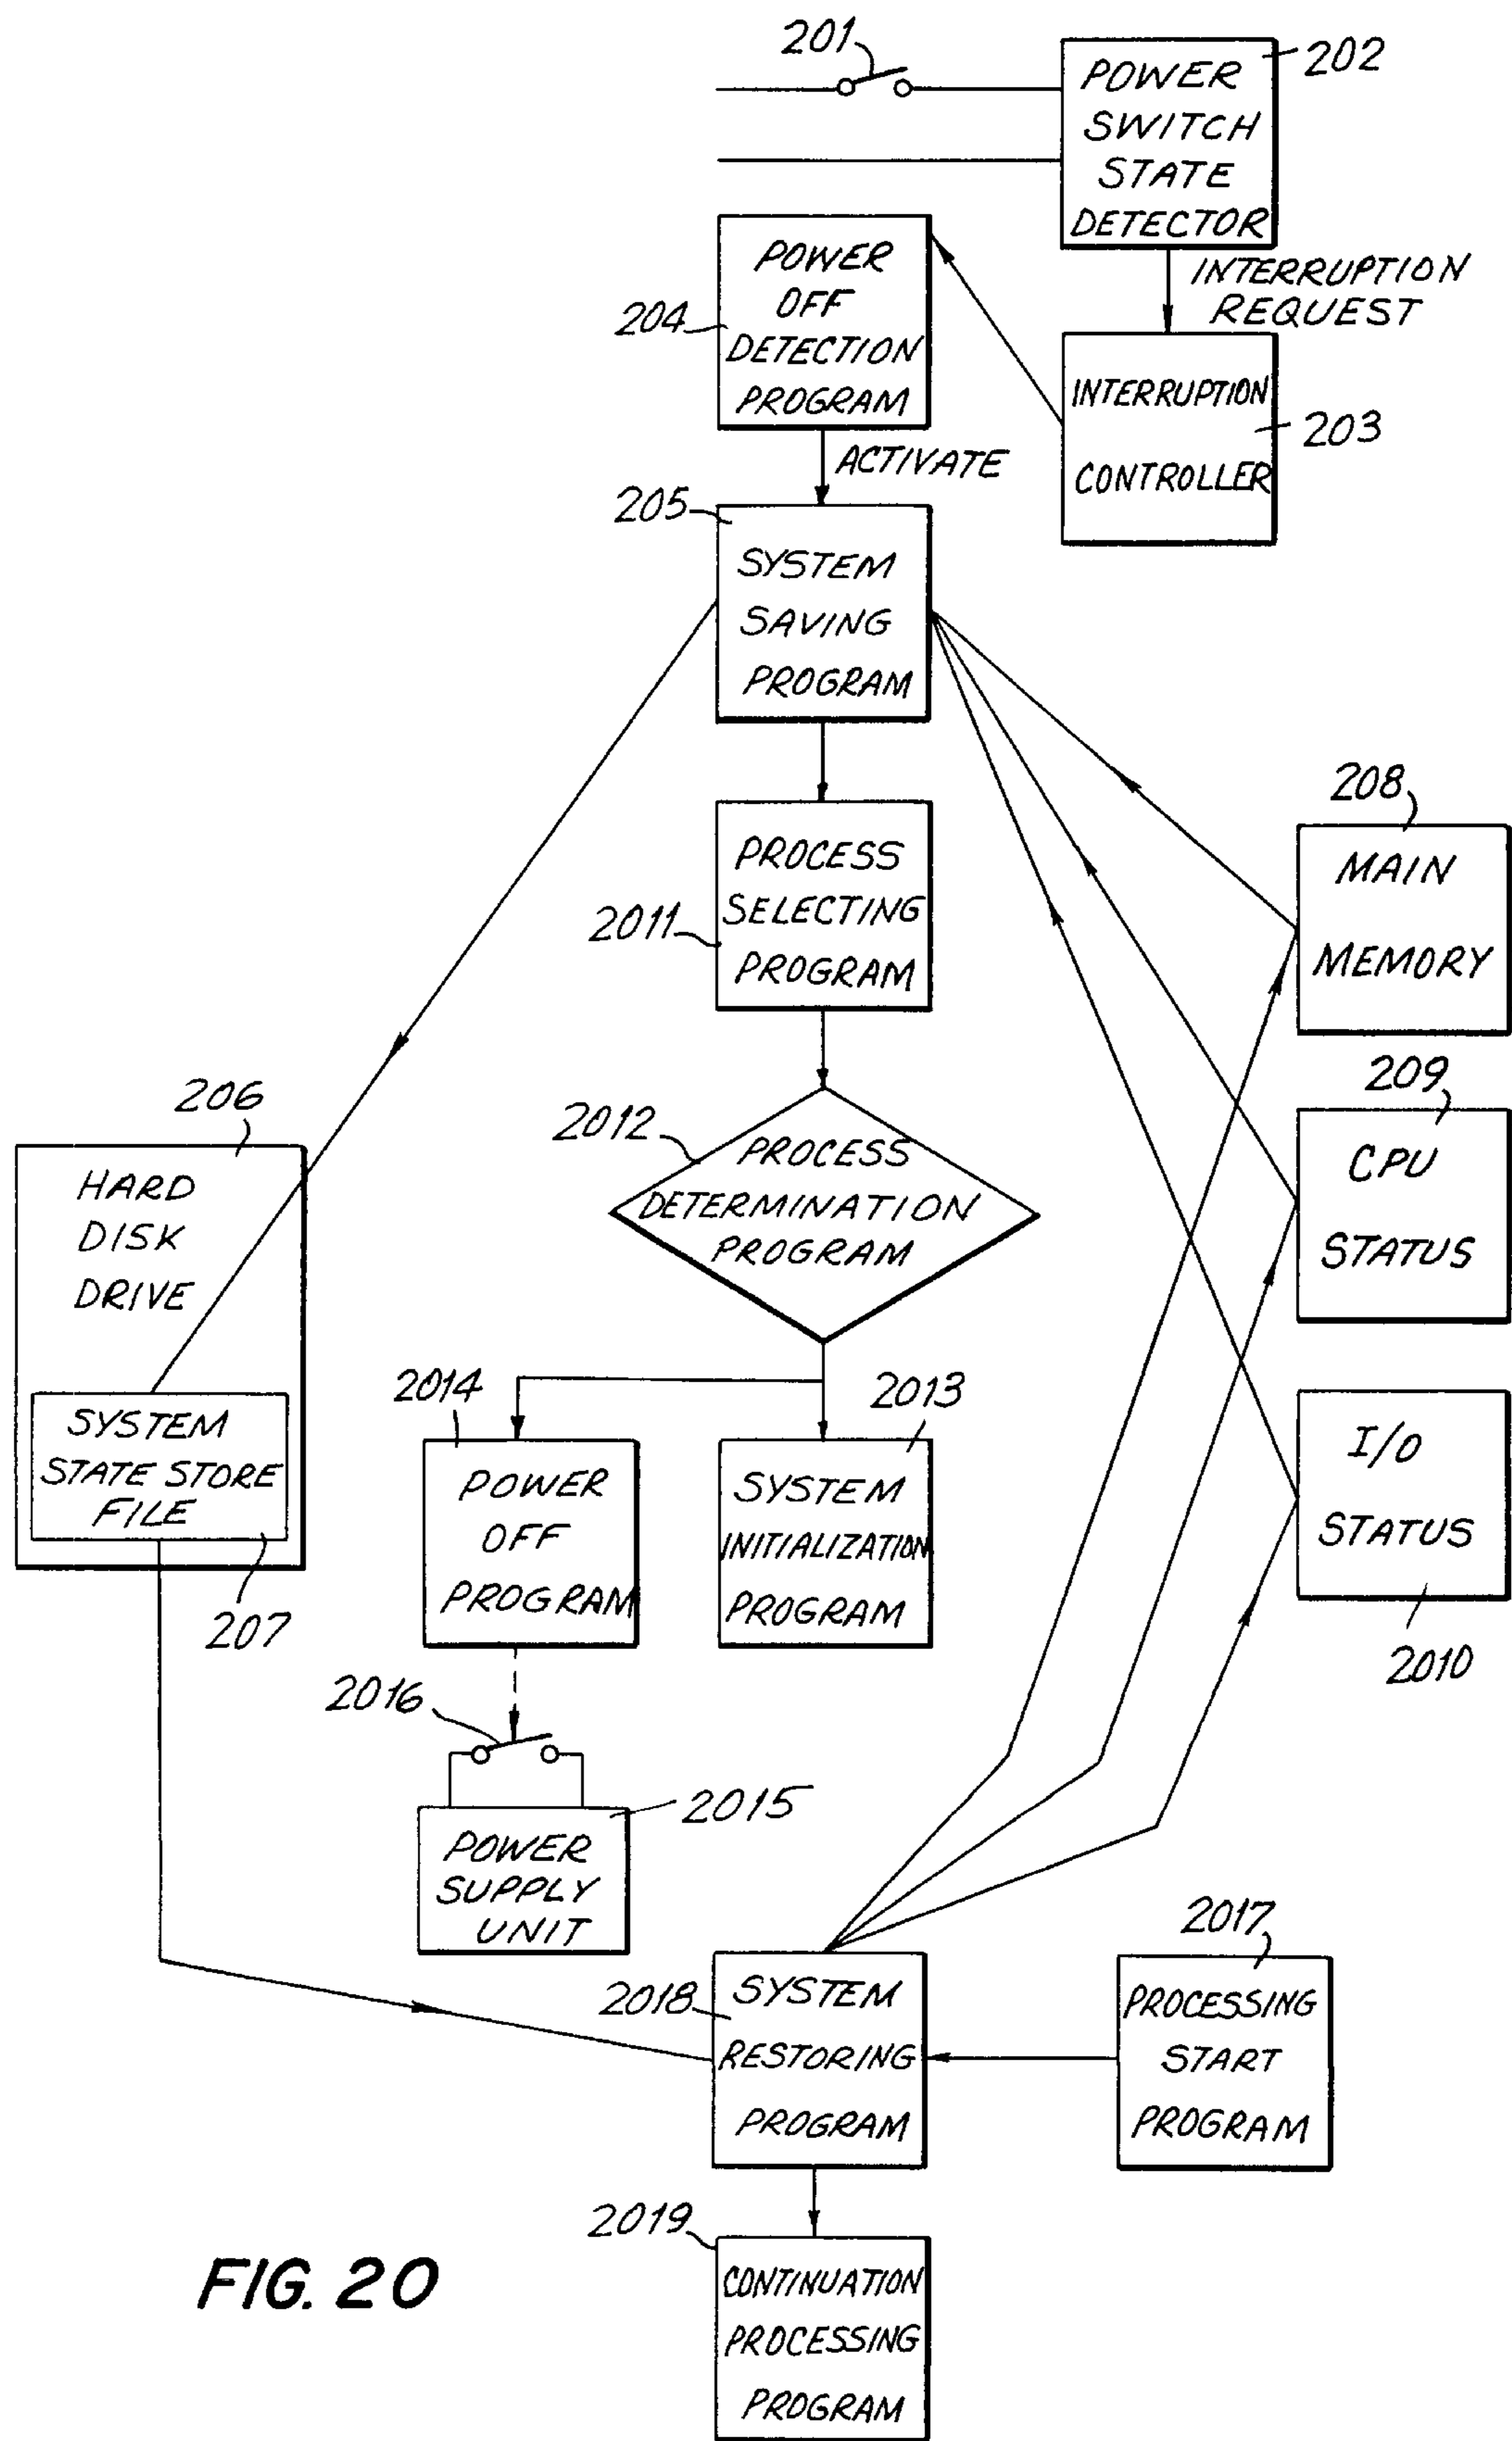 201
202
POWER
SWITCH
STATE
DETECTOR
INTERRUPTION
REQUEST
204
POWER
OFF
DETECTION
PROGRAM
INTERRUPTION
CONTROLLER
203
ACTIVATE
205
SYSTEM
SAVING
PROGRAM
208
MAIN
MEMORY
2011
PROCESS
SELECTING
PROGRAM
209
CPU
STATUS
206
HARD
DISK
DRIVE
2012
PROCESS
DETERMINATION
PROGRAM
SYSTEM
STATE STORE
FILE
207
2014
POWER
OFF
PROGRAM
2013
SYSTEM
INITIALIZATION
PROGRAM
I/O
STATUS
2010
2016
2015
POWER
SUPPLY
UNIT
2018
SYSTEM
RESTORING
PROGRAM
2017
PROCESSING
START
PROGRAM
2019
CONTINUATION
PROCESSING
PROGRAM
FIG. 20